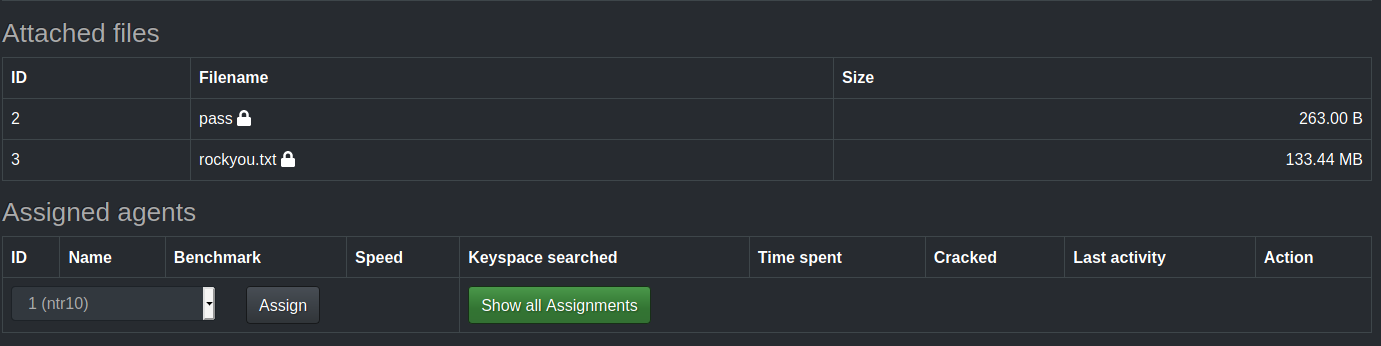 Attached files
ID Filename Size
2 pass 263.00 B
3 rockyou.txt 133.44 MB
Assigned agents
ID Name Benchmark Speed Keyspace searched Time spent Cracked Last activity Action
1 (ntr10) Assign Show all Assignments